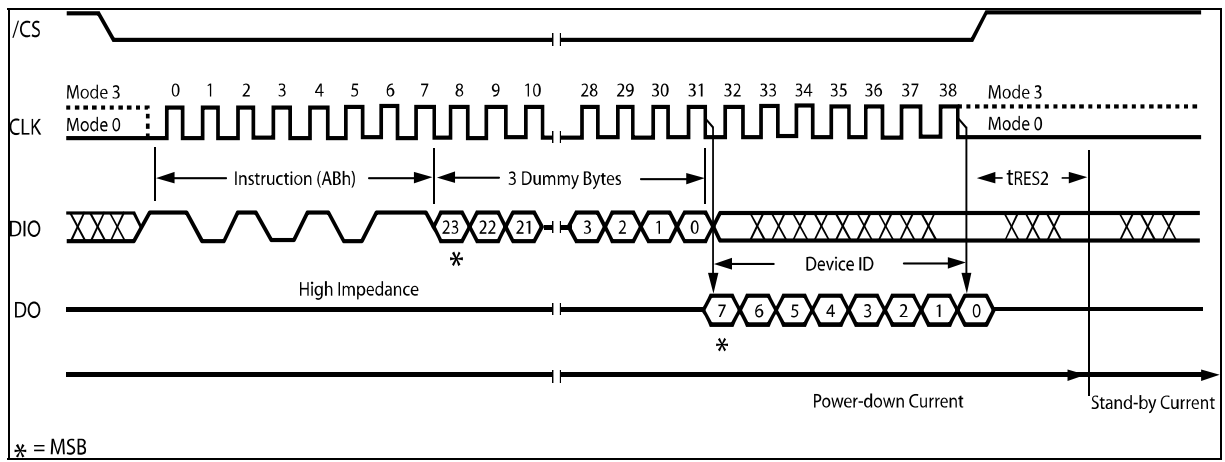 /CS
0 1 2 3 4 5 6 7 8 9 10 28 29 30 31 32 33 34 35 36 37 38
Mode 3 Mode 3
CLK Mode 0 Mode 0
Instruction (ABh) 3 Dummy Bytes tRES2
DIO 23 22 21 3 2 1 0
*
Device ID
High Impedance
DO 7 6 5 4 3 2 1 0
*
Power-down Current Stand-by Current
* = MSB